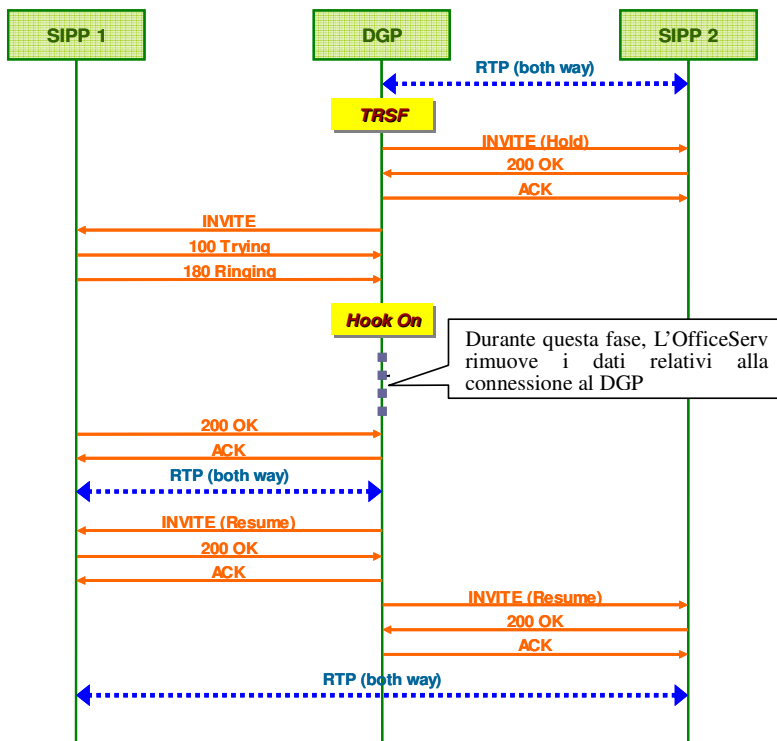 SIPP 1
DGP
SIPP 2
RTP (both way)
TRSF
INVITE (Hold)
200 OK
ACK
INVITE
100 Trying
180 Ringing
Hook On
Durante questa fase, L'OfficeServ
rimuove i dati relativi alla
connessione al DGP
200 OK
ACK
RTP (both way)
INVITE (Resume)
200 OK
ACK
INVITE (Resume)
200 OK
ACK
RTP (both way)